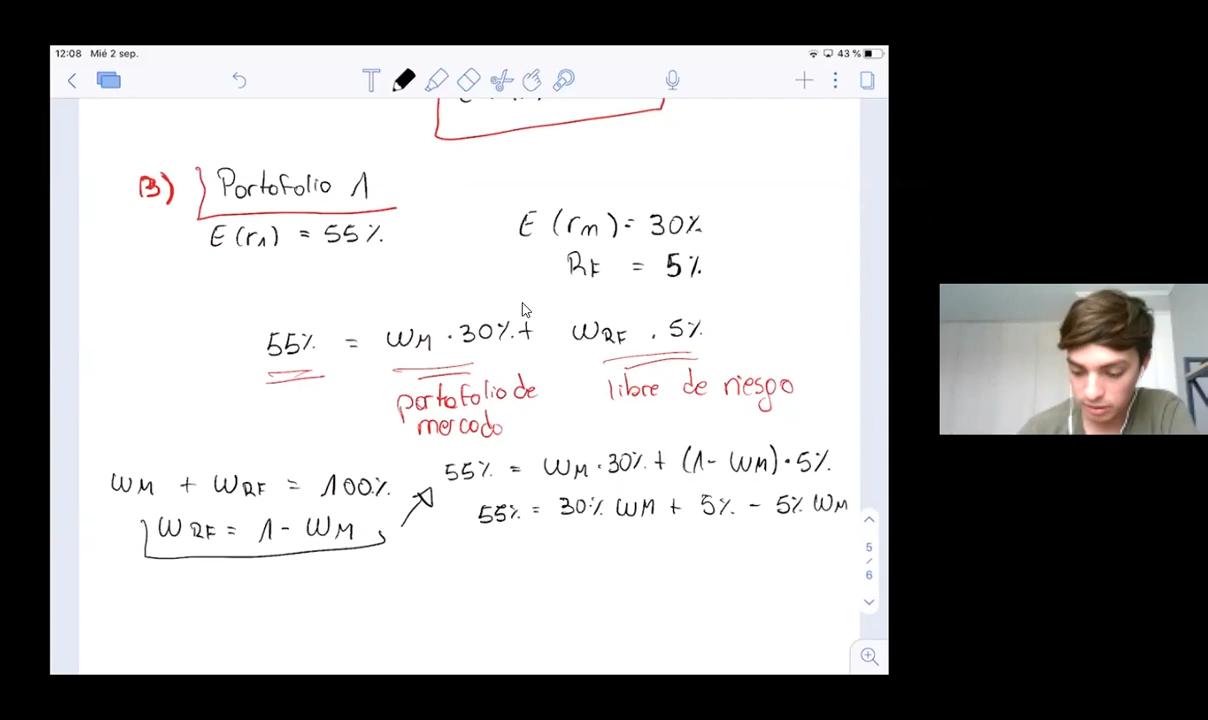 12:08 Mié 2 sep.
43 %
T
B) Portofolio 1
E (r1) = 55%
E (rm) = 30%
RF = 5%
55% = WM · 30% + WRF . 5%
portofolio de mercado
libre de riesgo
WM + WRF = 100%
WRF = 1 - WM
55% = WM · 30% + (1 - WM) · 5%
55% = 30% WM + 5% - 5% WM
5
/
6